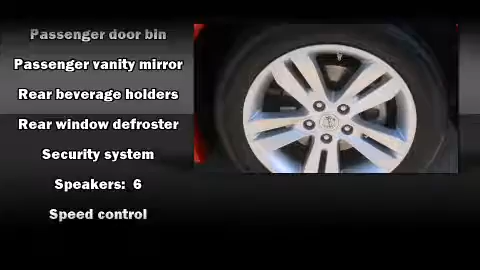 Passenger door bin
Passenger vanity mirror
Rear beverage holders
Rear window defroster
Security system
Speakers: 6
Speed control